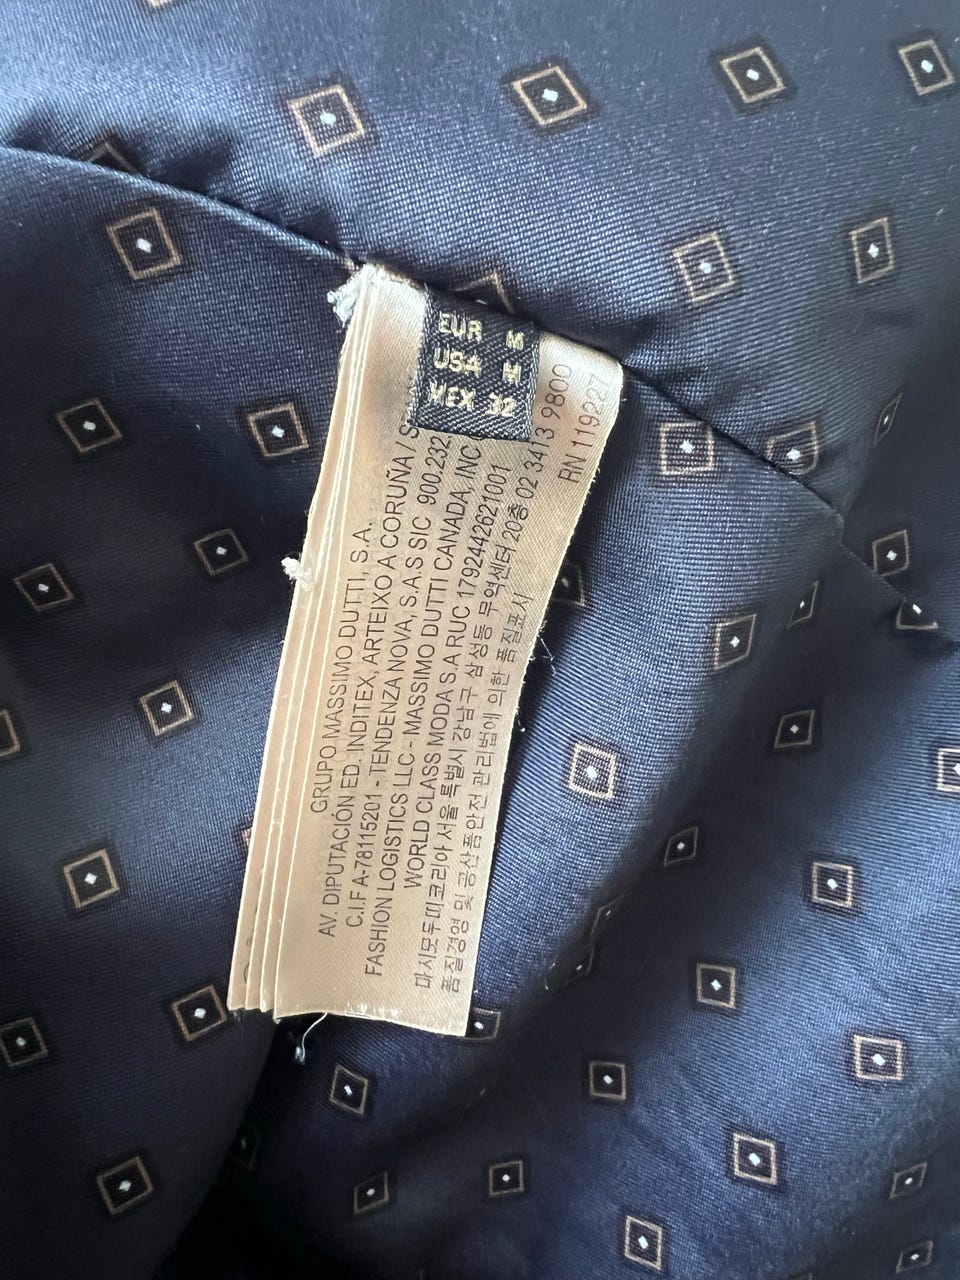 EUR M
USA M
MEX 32
GRUPO MASSIMO DUTTI, S.A.
AV. DIPUTACIÓN ED. INDITEX, ARTEIXO A CORUÑA /
C.I.F A-78115201 - TENDENZA NOVA, S.A.S SIC 900.232
FASHION LOGISTICS LLC - MASSIMO DUTTI CANADA, INC
WORLD CLASS MODA S.A RUC 1792442621001
마시모두띠코리아 서울 특별시 강남구 삼성동 무역센터 20층 02 3413 9800
품질경영 및 공산품안전 관리법에 의한 품질표시
RN 119227